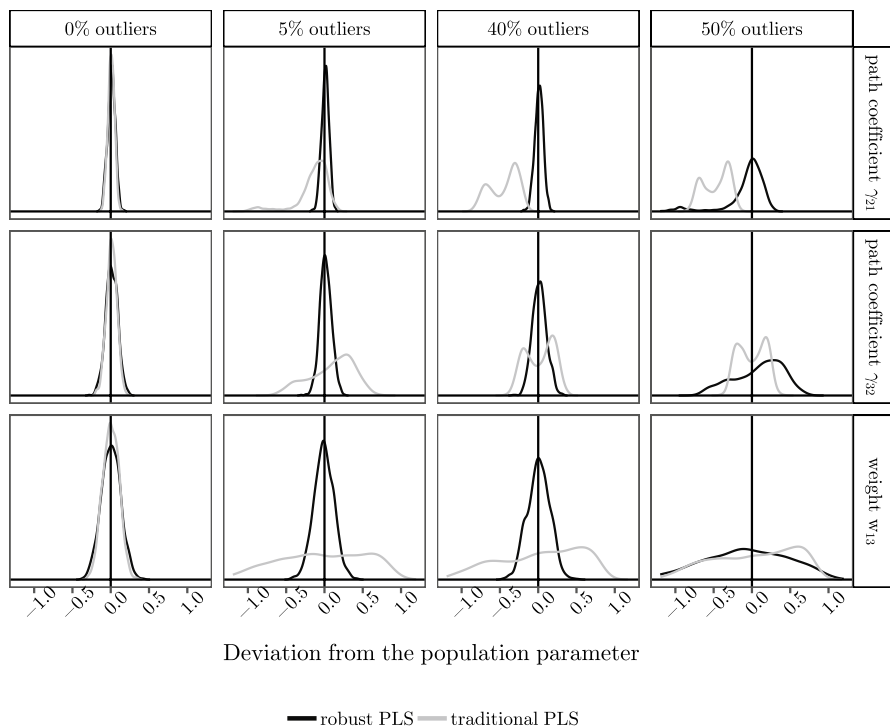 0% outliers
5% outliers
40% outliers
50% outliers
path coefficient γ21
path coefficient γ32
weight w13
−1.0
−0.5
0.0
0.5
1.0
−1.0
−0.5
0.0
0.5
1.0
−1.0
−0.5
0.0
0.5
1.0
−1.0
−0.5
0.0
0.5
1.0
Deviation from the population parameter
robust PLS
traditional PLS